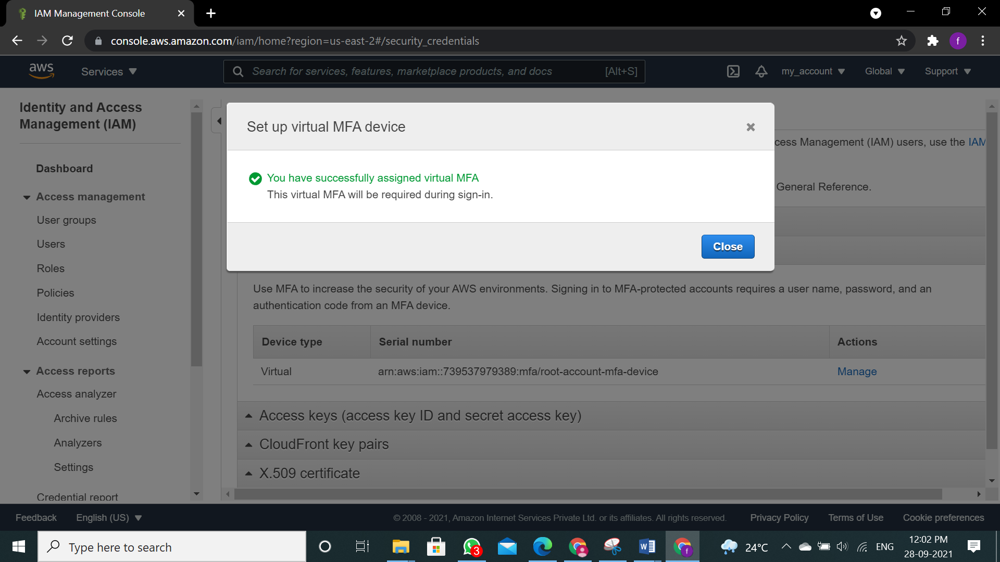 IAM Management Console
console.aws.amazon.com/iam/home?region=us-east-2#/security_credentials
f
aws
Services
Search for services, features, marketplace products, and docs [Alt+S]
my_account
Global
Support
Identity and Access
Management (IAM)
Dashboard
Access management
User groups
Users
Roles
Policies
Identity providers
Account settings
Access reports
Access analyzer
Archive rules
Analyzers
Settings
Credential report
Set up virtual MFA device
You have successfully assigned virtual MFA
This virtual MFA will be required during sign-in.
Close
cess Management (IAM) users, use the IAM
General Reference.
Use MFA to increase the security of your AWS environments. Signing in to MFA-protected accounts requires a user name, password, and an
authentication code from an MFA device.
Device type Serial number Actions
Virtual arn:aws:iam::739537979389:mfa/root-account-mfa-device Manage
Access keys (access key ID and secret access key)
CloudFront key pairs
X.509 certificate
Feedback English (US) © 2008 - 2021, Amazon Internet Services Private Ltd. or its affiliates. All rights reserved. Privacy Policy Terms of Use Cookie preferences
Type here to search
3
W
f
24°C
ENG
12:02 PM
28-09-2021